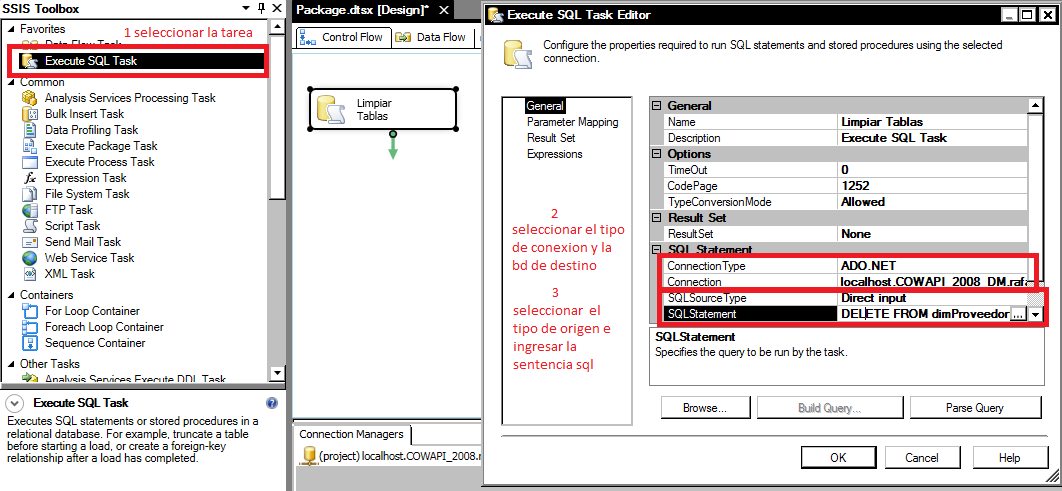 SSIS Toolbox
Favorites
1 seleccionar la tarea
Data Flow Task
Execute SQL Task
Common
Analysis Services Processing Task
Bulk Insert Task
Data Profiling Task
Execute Package Task
Execute Process Task
Expression Task
File System Task
FTP Task
Script Task
Send Mail Task
Web Service Task
XML Task
Containers
For Loop Container
Foreach Loop Container
Sequence Container
Other Tasks
Analysis Services Execute DDL Task
Execute SQL Task
Executes SQL statements or stored procedures in a
relational database. For example, truncate a table
before starting a load, or create a foreign-key
relationship after a load has completed.
Package.dtsx [Design]*
Control Flow
Data Flow
Limpiar
Tablas
Connection Managers
(project) localhost.COWAPI_2008.
Execute SQL Task Editor
Configure the properties required to run SQL statements and stored procedures using the selected
connection.
General
Parameter Mapping
Result Set
Expressions
2
seleccionar el tipo
de conexion y la
bd de destino
3
seleccionar el
tipo de origen e
ingresar la
sentencia sql
General
Name Limpiar Tablas
Description Execute SQL Task
Options
TimeOut 0
CodePage 1252
TypeConversionMode Allowed
Result Set
ResultSet None
SQL Statement
ConnectionType ADO.NET
Connection localhost.COWAPI_2008_DM.rafa
SQLSourceType Direct input
SQLStatement DELETE FROM dimProveedor ...
SQLStatement
Specifies the query to be run by the task.
Browse...
Build Query...
Parse Query
OK
Cancel
Help